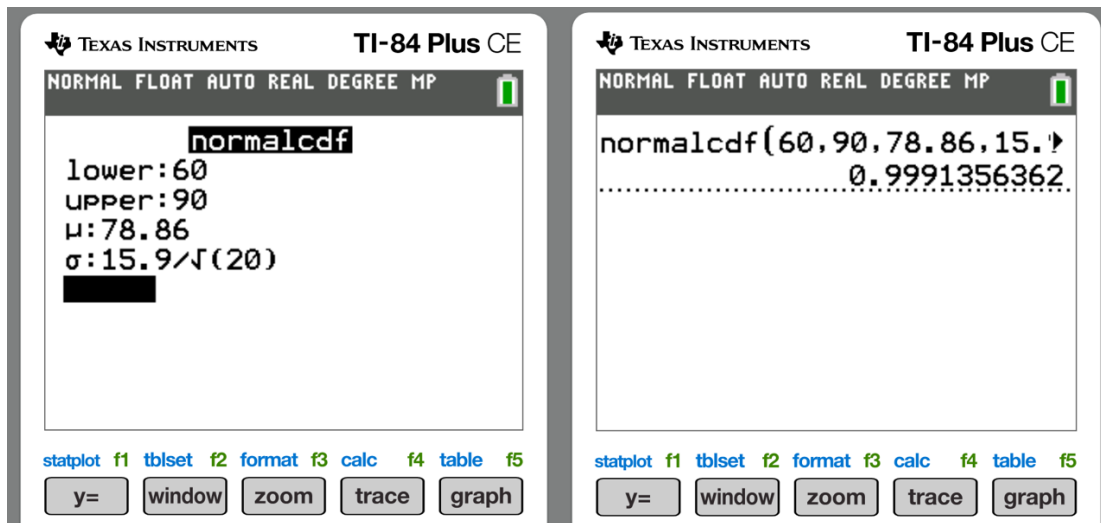 TEXAS INSTRUMENTS TI-84 Plus CE
NORMAL FLOAT AUTO REAL DEGREE MP
normalcdf
lower:60
upper:90
μ:78.86
σ:15.9/√(20)
statplot f1 tblset f2 format f3 calc f4 table f5
y= window zoom trace graph
TEXAS INSTRUMENTS TI-84 Plus CE
NORMAL FLOAT AUTO REAL DEGREE MP
normalcdf(60,90,78.86,15.
0.9991356362
statplot f1 tblset f2 format f3 calc f4 table f5
y= window zoom trace graph